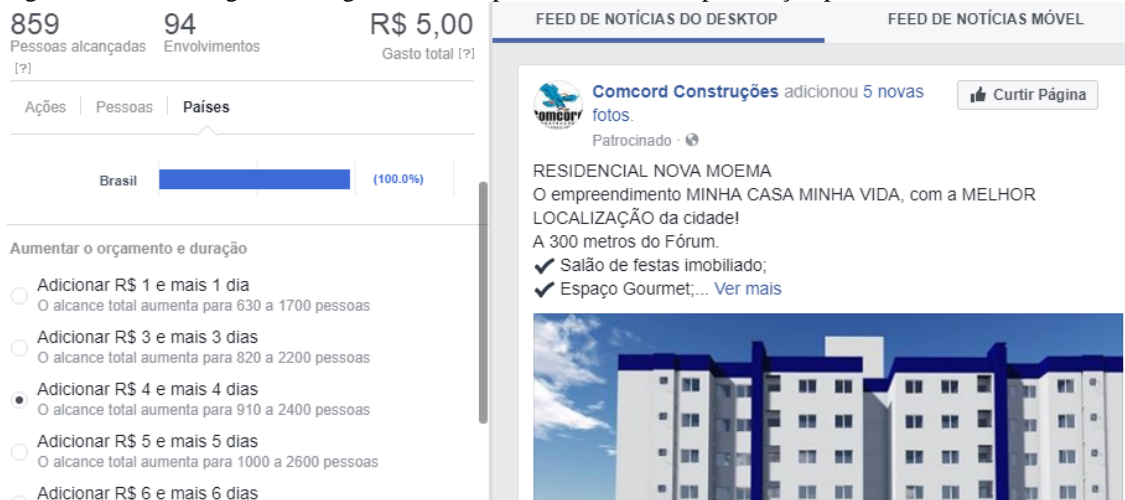 859
Pessoas alcançadas
[?]
94
Envolvimentos
R$ 5,00
Gasto total [?]
Ações
Pessoas
Países
Brasil
(100.0%)
Aumentar o orçamento e duração
Adicionar R$ 1 e mais 1 dia
O alcance total aumenta para 630 a 1700 pessoas
Adicionar R$ 3 e mais 3 dias
O alcance total aumenta para 820 a 2200 pessoas
Adicionar R$ 4 e mais 4 dias
O alcance total aumenta para 910 a 2400 pessoas
Adicionar R$ 5 e mais 5 dias
O alcance total aumenta para 1000 a 2600 pessoas
Adicionar R$ 6 e mais 6 dias
FEED DE NOTÍCIAS DO DESKTOP
FEED DE NOTÍCIAS MÓVEL
Comcord Construções adicionou 5 novas
fotos.
Patrocinado ·
Curtir Página
RESIDENCIAL NOVA MOEMA
O empreendimento MINHA CASA MINHA VIDA, com a MELHOR
LOCALIZAÇÃO da cidade!
A 300 metros do Fórum.
✔ Salão de festas imobiliado;
✔ Espaço Gourmet;... Ver mais